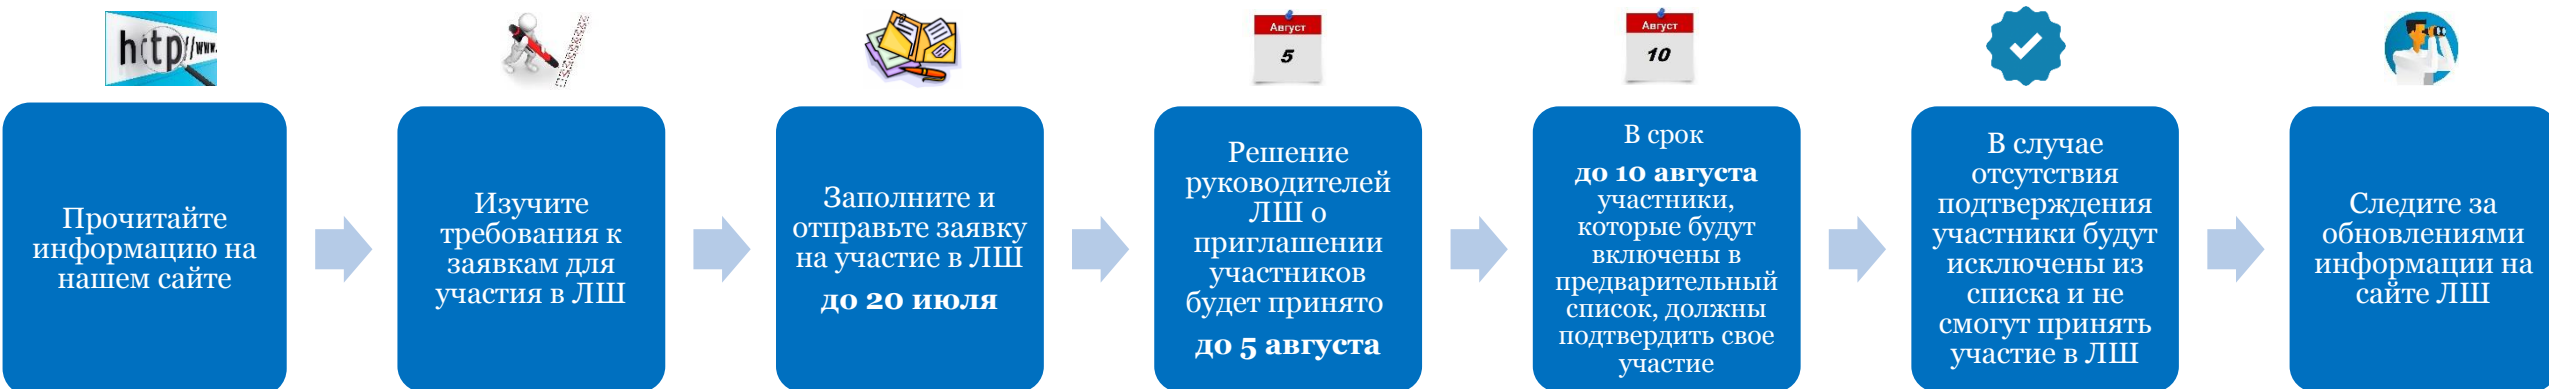 http://www.
Прочитайте
информацию на
нашем сайте
Изучите
требования к
заявкам для
участия в ЛШ
Заполните и
отправьте заявку
на участие в ЛШ
до 20 июля
Август
5
Решение
руководителей
ЛШ о
приглашении
участников
будет принято
до 5 августа
Август
10
В срок
до 10 августа
участники,
которые будут
включены в
предварительный
список, должны
подтвердить свое
участие
В случае
отсутствия
подтверждения
участники будут
исключены из
списка и не
смогут принять
участие в ЛШ
Следите за
обновлениями
информации на
сайте ЛШ